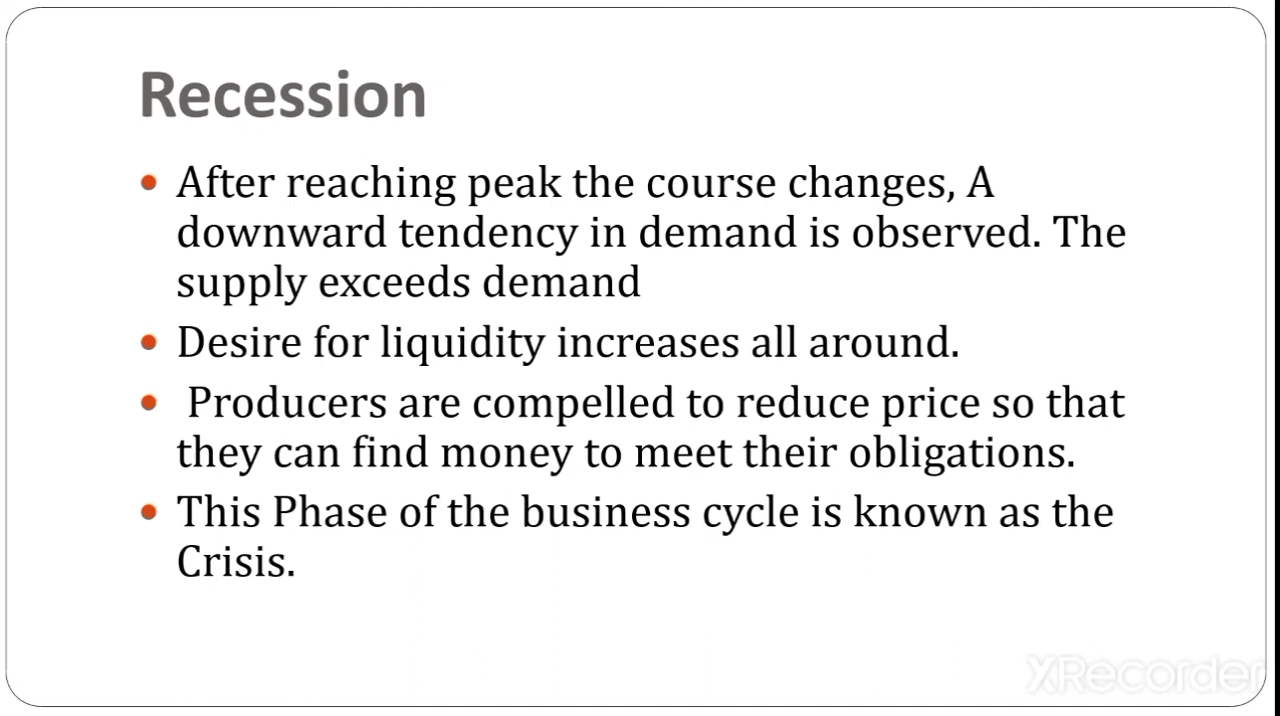 Recession
• After reaching peak the course changes, A
downward tendency in demand is observed. The
supply exceeds demand
• Desire for liquidity increases all around.
• Producers are compelled to reduce price so that
they can find money to meet their obligations.
• This Phase of the business cycle is known as the
Crisis.
XRecorder